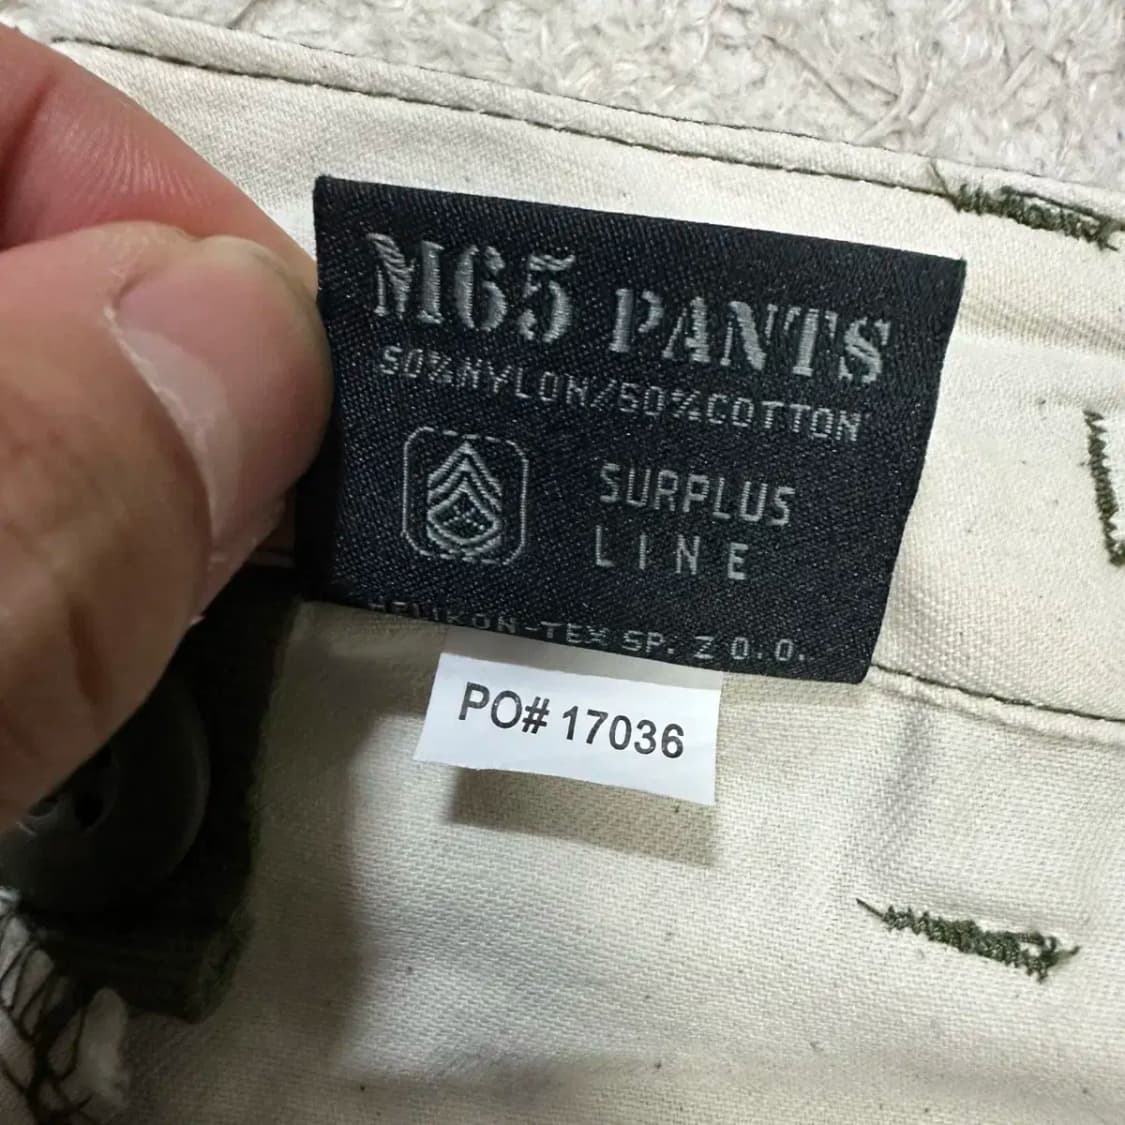 M65 PANTS
50%NYLON/50%COTTON
SURPLUS
LINE
HELIKON-TEX SP. Z O.O.
PO# 17036